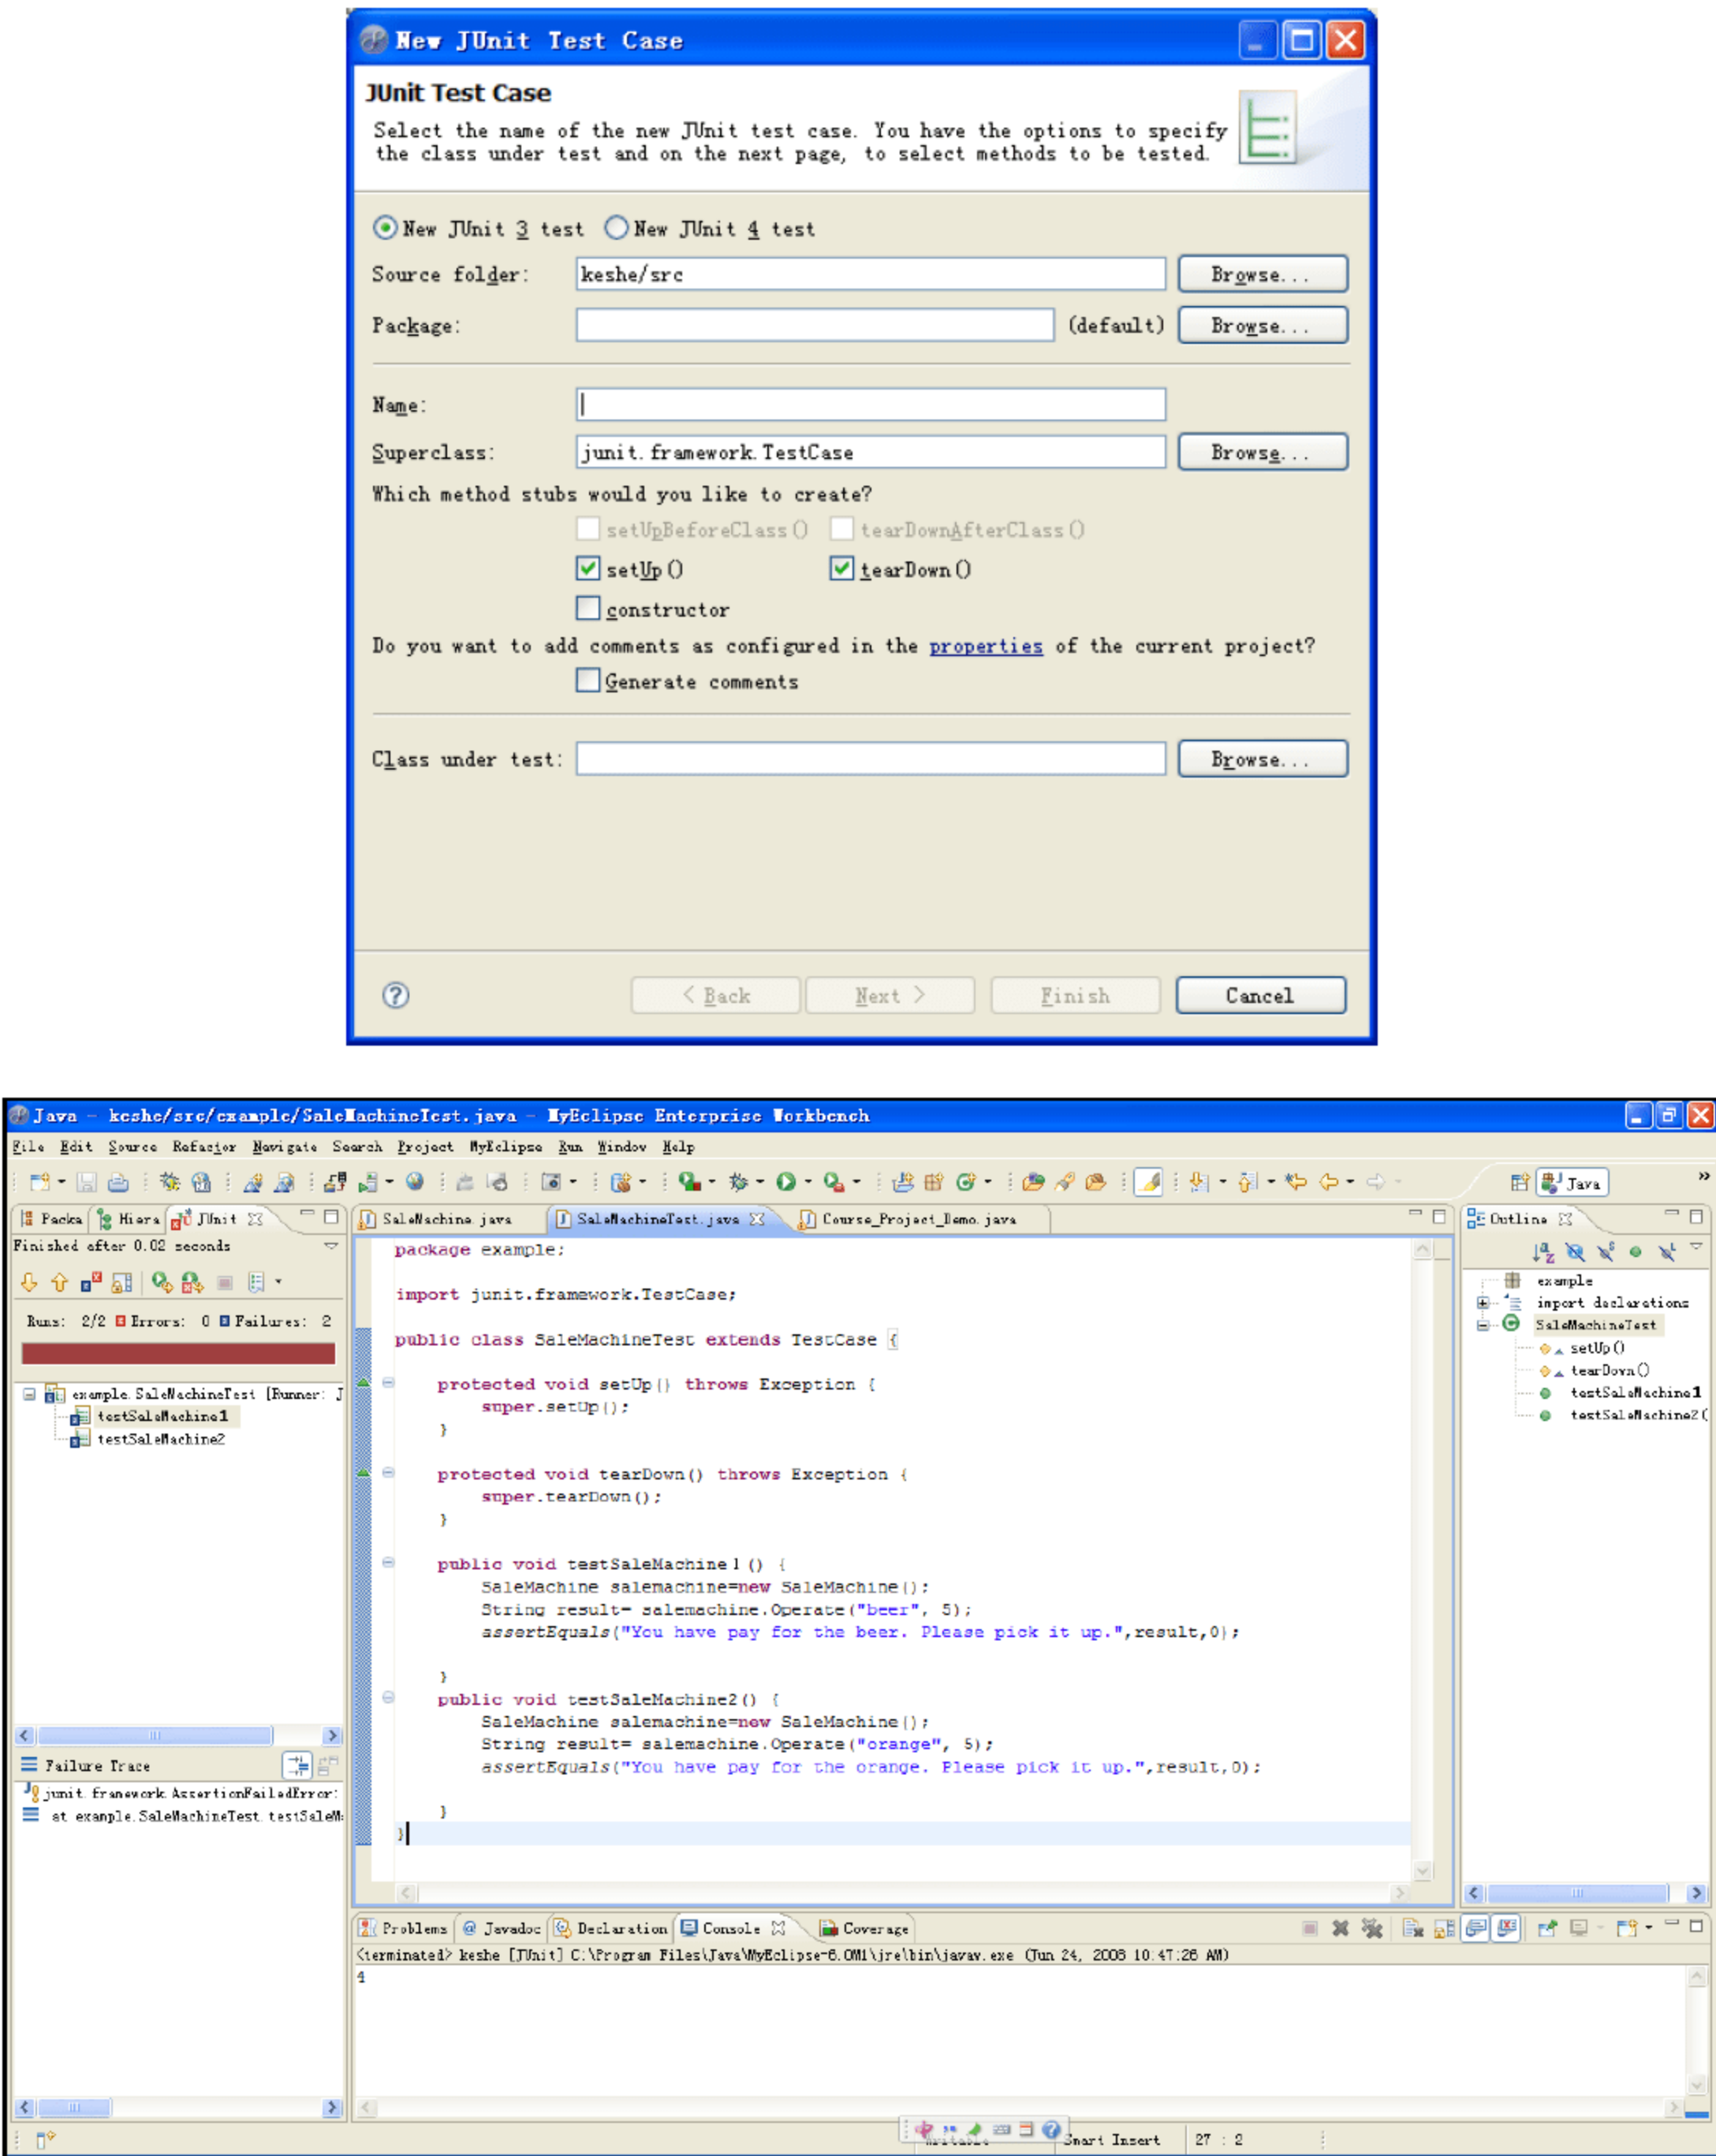 New JUnit Test Case
JUnit Test Case
Select the name of the new JUnit test case. You have the options to specify
the class under test and on the next page, to select methods to be tested.
New JUnit 3 test New JUnit 4 test
Source folder: keshe/src Browse...
Package: (default) Browse...
Name:
Superclass: junit.framework.TestCase Browse...
Which method stubs would you like to create?
setUpBeforeClass() tearDownAfterClass()
setUp() tearDown()
constructor
Do you want to add comments as configured in the properties of the current project?
Generate comments
Class under test: Browse...
< Back Next > Finish Cancel
Java - keshe/src/example/SaleMachineTest.java - MyEclipse Enterprise Workbench
File Edit Source Refactor Navigate Search Project MyEclipse Run Window Help
Java
Packa Hiera JUnit
Finished after 0.02 seconds
Runs: 2/2 Errors: 0 Failures: 2
example.SaleMachineTest [Runner: J
testSaleMachine1
testSaleMachine2
Failure Trace
junit.framework.AssertionFailedError:
at example.SaleMachineTest.testSaleM
SaleMachine.java SaleMachineTest.java Course_Project_Demo.java
package example;
import junit.framework.TestCase;
public class SaleMachineTest extends TestCase {
protected void setUp() throws Exception {
super.setUp();
}
protected void tearDown() throws Exception {
super.tearDown();
}
public void testSaleMachine1() {
SaleMachine salemachine=new SaleMachine();
String result= salemachine.Operate("beer", 5);
assertEquals("You have pay for the beer. Please pick it up.",result,0);
}
public void testSaleMachine2() {
SaleMachine salemachine=new SaleMachine();
String result= salemachine.Operate("orange", 5);
assertEquals("You have pay for the orange. Please pick it up.",result,0);
}
}
Outline
example
import declarations
SaleMachineTest
setUp()
tearDown()
testSaleMachine1
testSaleMachine2(
Problems Javadoc Declaration Console Coverage
<terminated> keshe [JUnit] C:\Program Files\Java\MyEclipse-6.0M1\jre\bin\javaw.exe (Jun 24, 2008 10:47:26 AM)
4
Writable Smart Insert 27 : 2